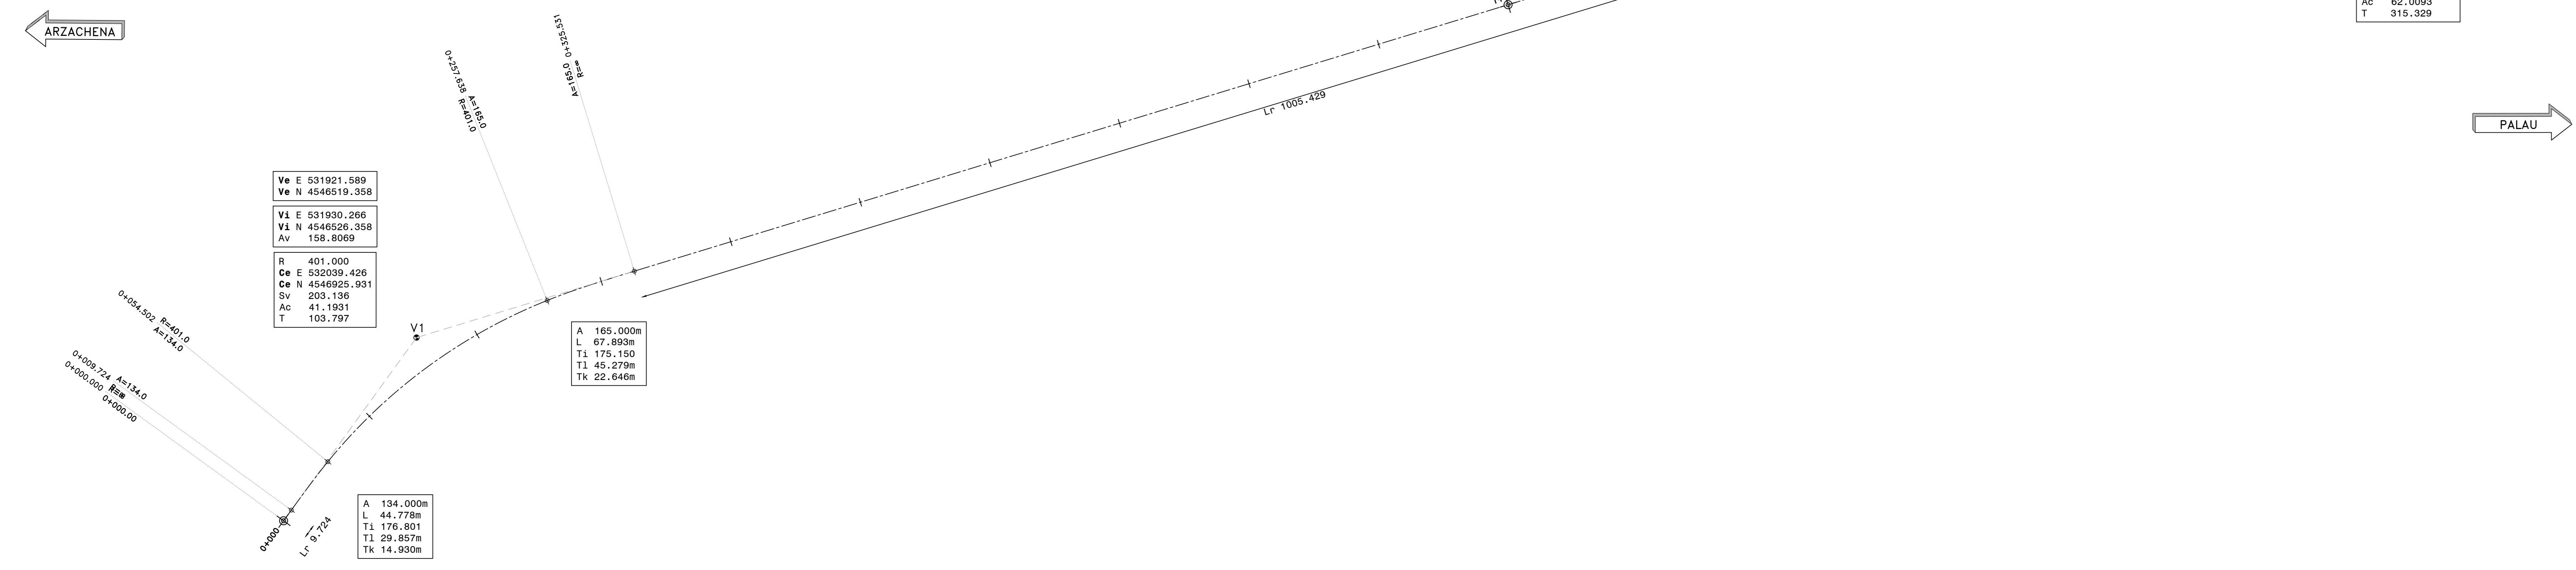 ARZACHENA
0+325.531
A=165.0 R=∞
0+257.638 A=165.0
R=401.0
Ac 62.0093
T 315.329
Lr 1005.429
PALAU
Ve E 531921.589
Ve N 4546519.358
Vi E 531930.266
Vi N 4546526.358
Av 158.8069
R 401.000
Ce E 532039.426
Ce N 4546925.931
Sv 203.136
Ac 41.1931
T 103.797
0+054.502 R=401.0
A=134.0
V1
A 165.000m
L 67.893m
Ti 175.150
Tl 45.279m
Tk 22.646m
0+009.724 A=134.0
0+000.000 R=∞
0+000.00
A 134.000m
L 44.778m
Ti 176.801
Tl 29.857m
Tk 14.930m
0+000
Lr 9.724